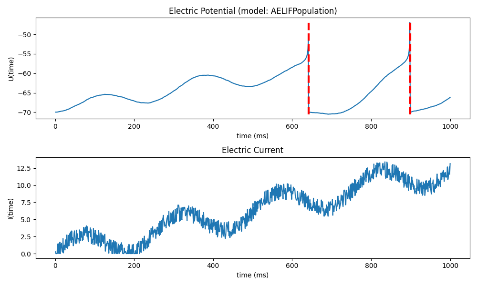 Electric Potential (model: AELIFPopulation)
−50
−55
−60
−65
−70
U(time)
0 200 400 600 800 1000
time (ms)
Electric Current
12.5
10.0
7.5
5.0
2.5
0.0
I(time)
0 200 400 600 800 1000
time (ms)